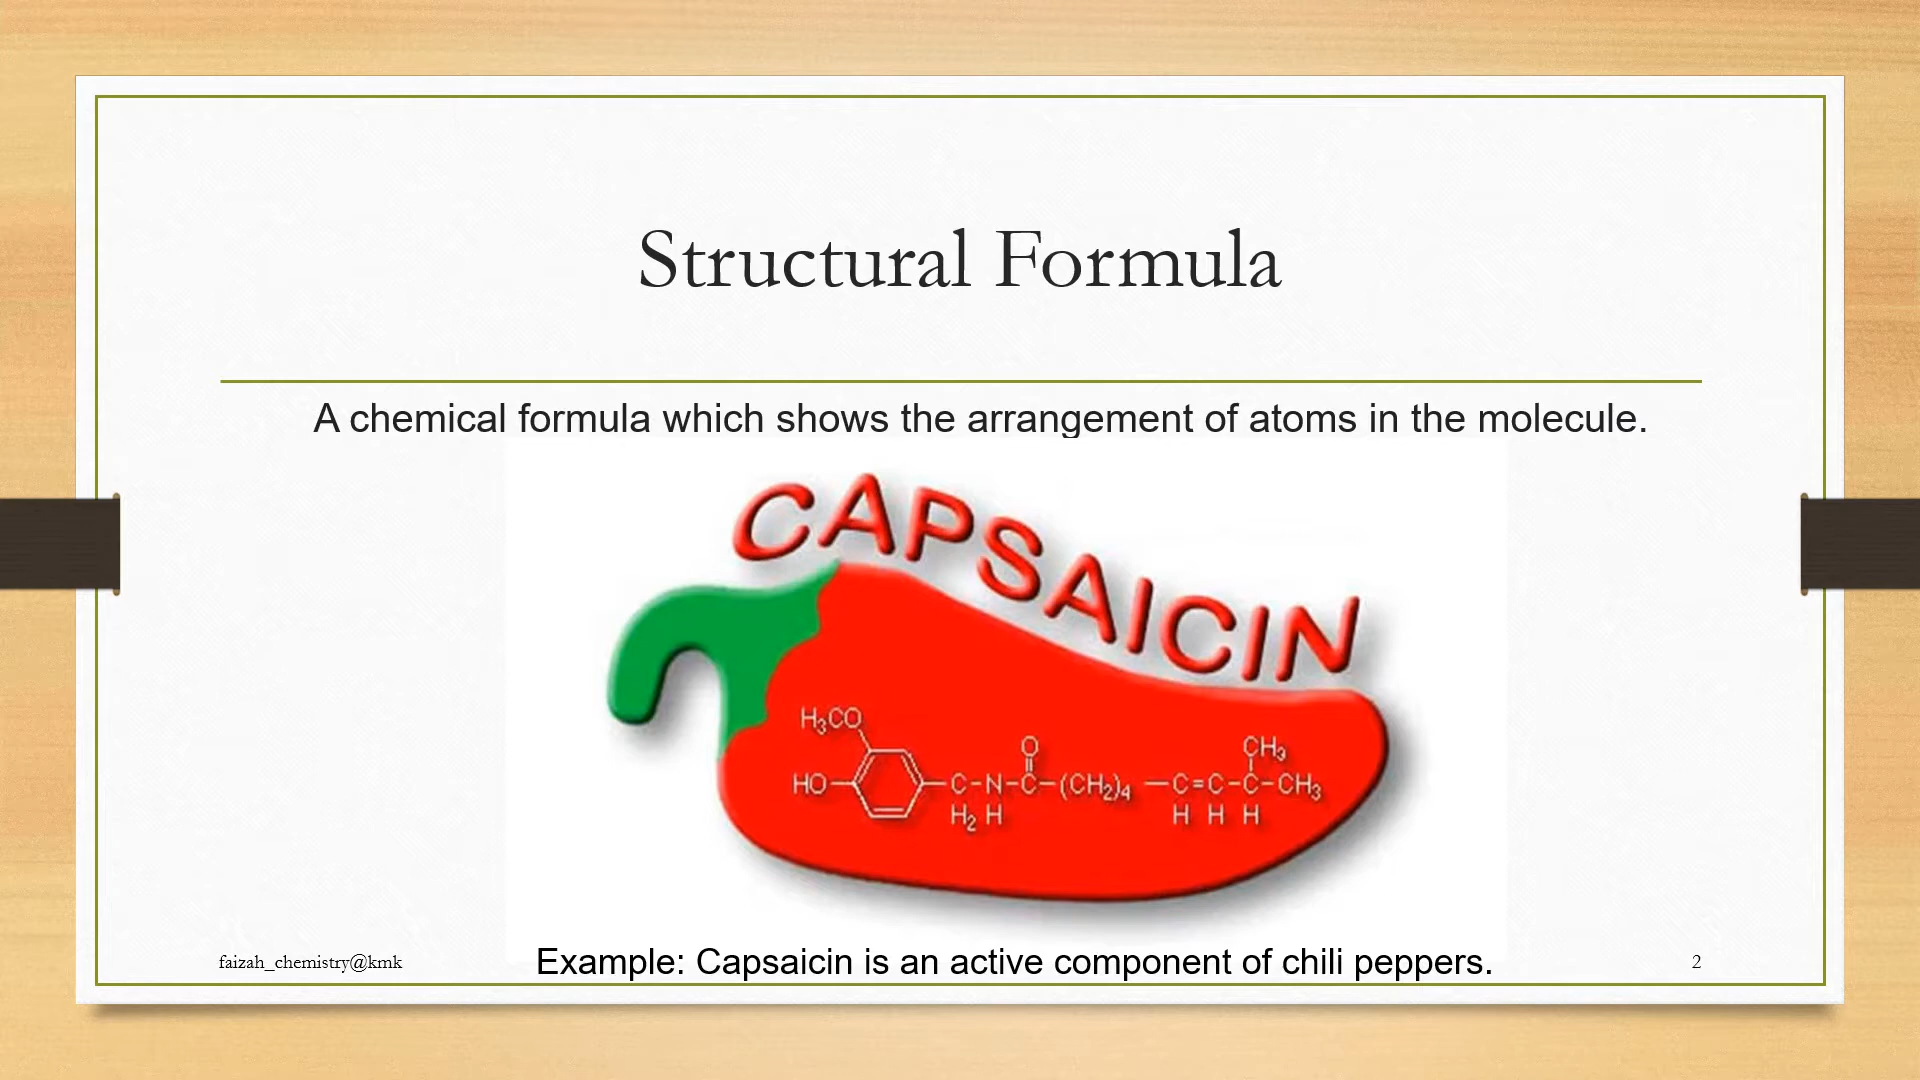 Structural Formula
A chemical formula which shows the arrangement of atoms in the molecule.
CAPSAICIN
H₃CO
O
CH₃
HO
C-N-C-(CH₂)₄
C=C-C-CH₃
H₂ H
H H H
faizah_chemistry@kmk
Example: Capsaicin is an active component of chili peppers.
2